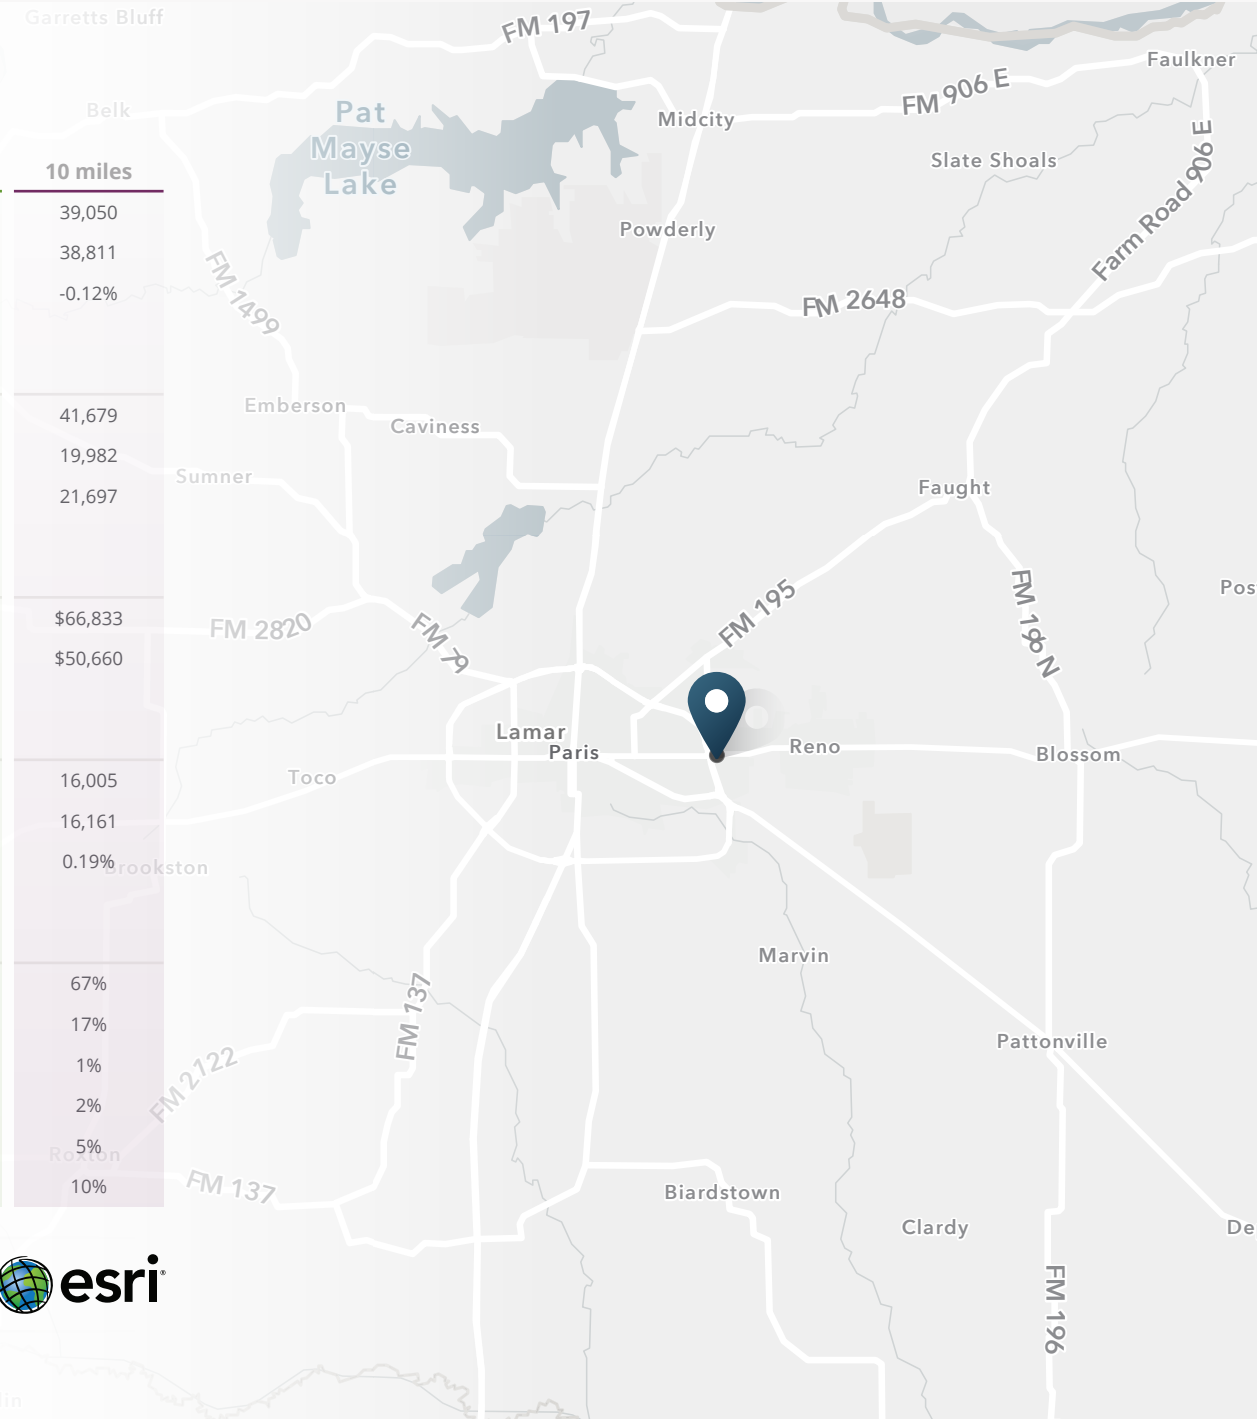 Garretts Bluff
FM 197
Faulkner
FM 906 E
Belk
Pat
Mayse
Lake
Midcity
Slate Shoals
Farm Road 906 E
10 miles
39,050
38,811
-0.12%
Powderly
FM 1499
FM 2648
Emberson
Caviness
41,679
19,982
21,697
Sumner
Faught
FM 195
FM 196 N
Pos
$66,833
$50,660
FM 2820
FM 79
Lamar
Paris
Reno
Blossom
Toco
16,005
16,161
0.19%
Brookston
Marvin
67%
17%
1%
2%
5%
10%
FM 137
Pattonville
FM 2122
Roxton
FM 137
Biardstown
Clardy
De
FM 196
esri®
lin